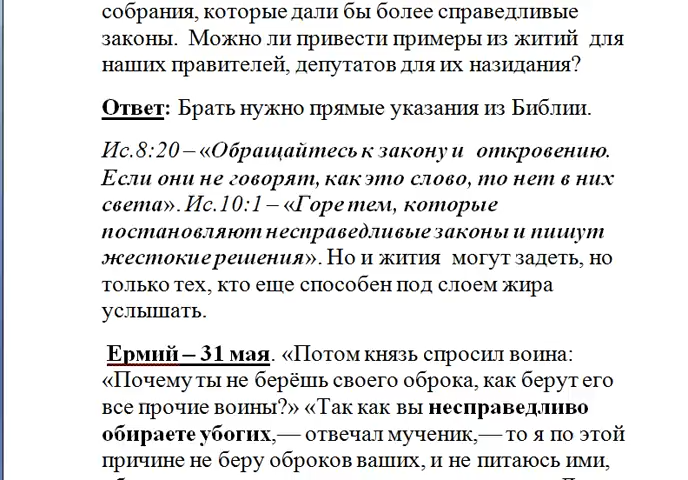 собрания, которые дали бы более справедливые
законы. Можно ли привести примеры из житий для
наших правителей, депутатов для их назидания?
Ответ: Брать нужно прямые указания из Библии.
Ис.8:20 – «Обращайтесь к закону и откровению.
Если они не говорят, как это слово, то нет в них
света». Ис.10:1 – «Горе тем, которые
постановляют несправедливые законы и пишут
жестокие решения». Но и жития могут задеть, но
только тех, кто еще способен под слоем жира
услышать.
Ермий – 31 мая. «Потом князь спросил воина:
«Почему ты не берёшь своего оброка, как берут его
все прочие воины?» «Так как вы несправедливо
обираете убогих,— отвечал мученик,— то я по этой
причине не беру оброков ваших, и не питаюсь ими,